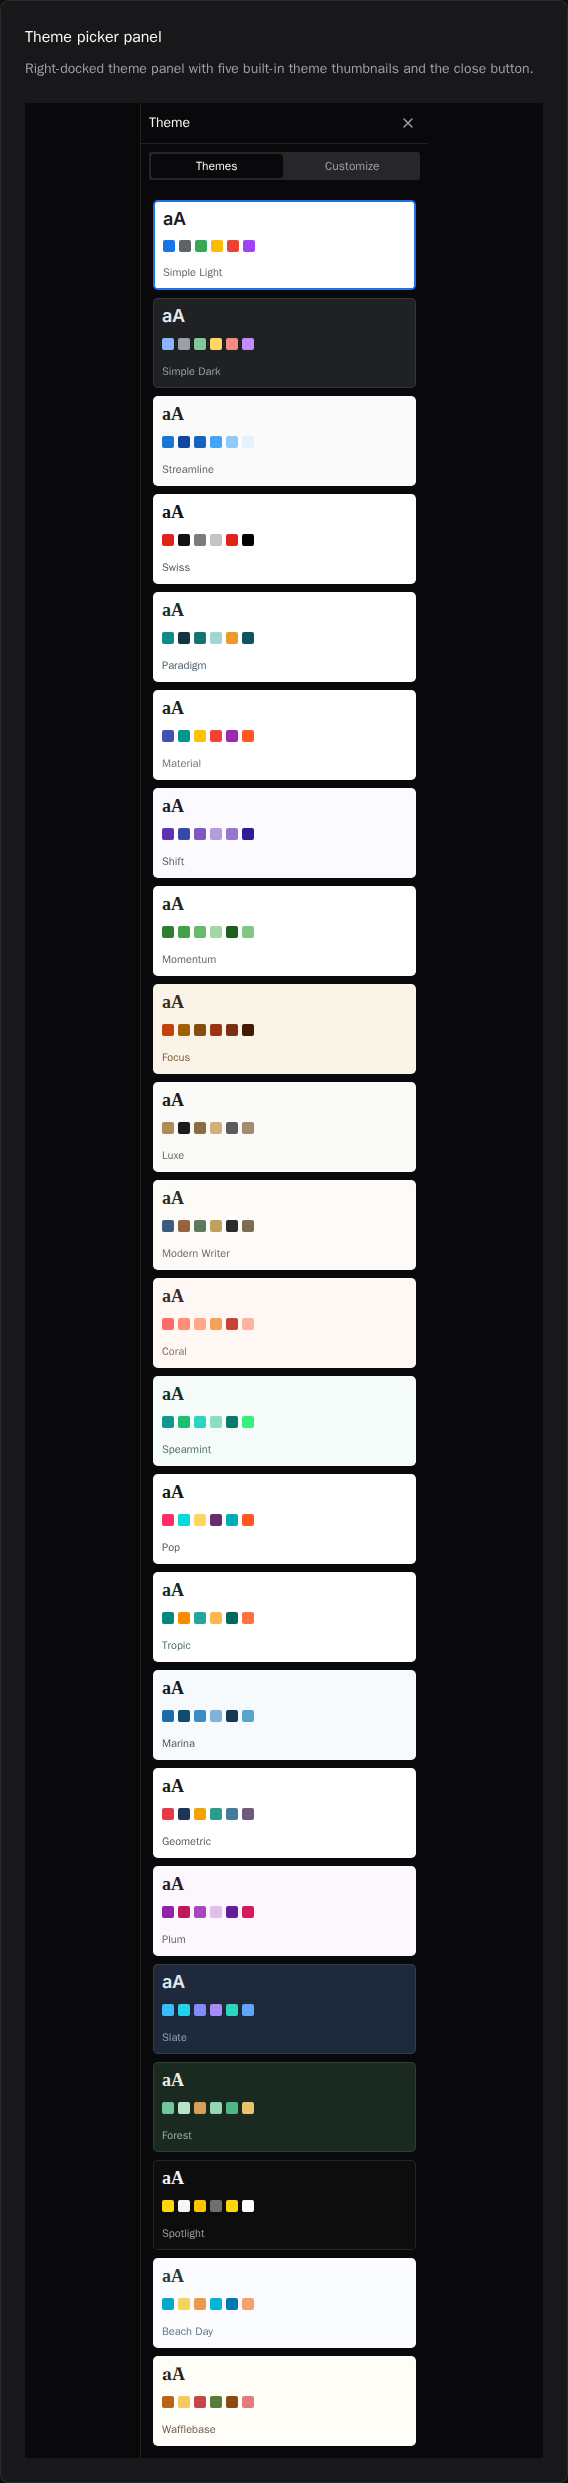 Theme picker panel
Right-docked theme panel with five built-in theme thumbnails and the close button.
Theme
Themes Customize
aA
Simple Light
aA
Simple Dark
aA
Streamline
aA
Swiss
aA
Paradigm
aA
Material
aA
Shift
aA
Momentum
aA
Focus
aA
Luxe
aA
Modern Writer
aA
Coral
aA
Spearmint
aA
Pop
aA
Tropic
aA
Marina
aA
Geometric
aA
Plum
aA
Slate
aA
Forest
aA
Spotlight
aA
Beach Day
aA
Wafflebase